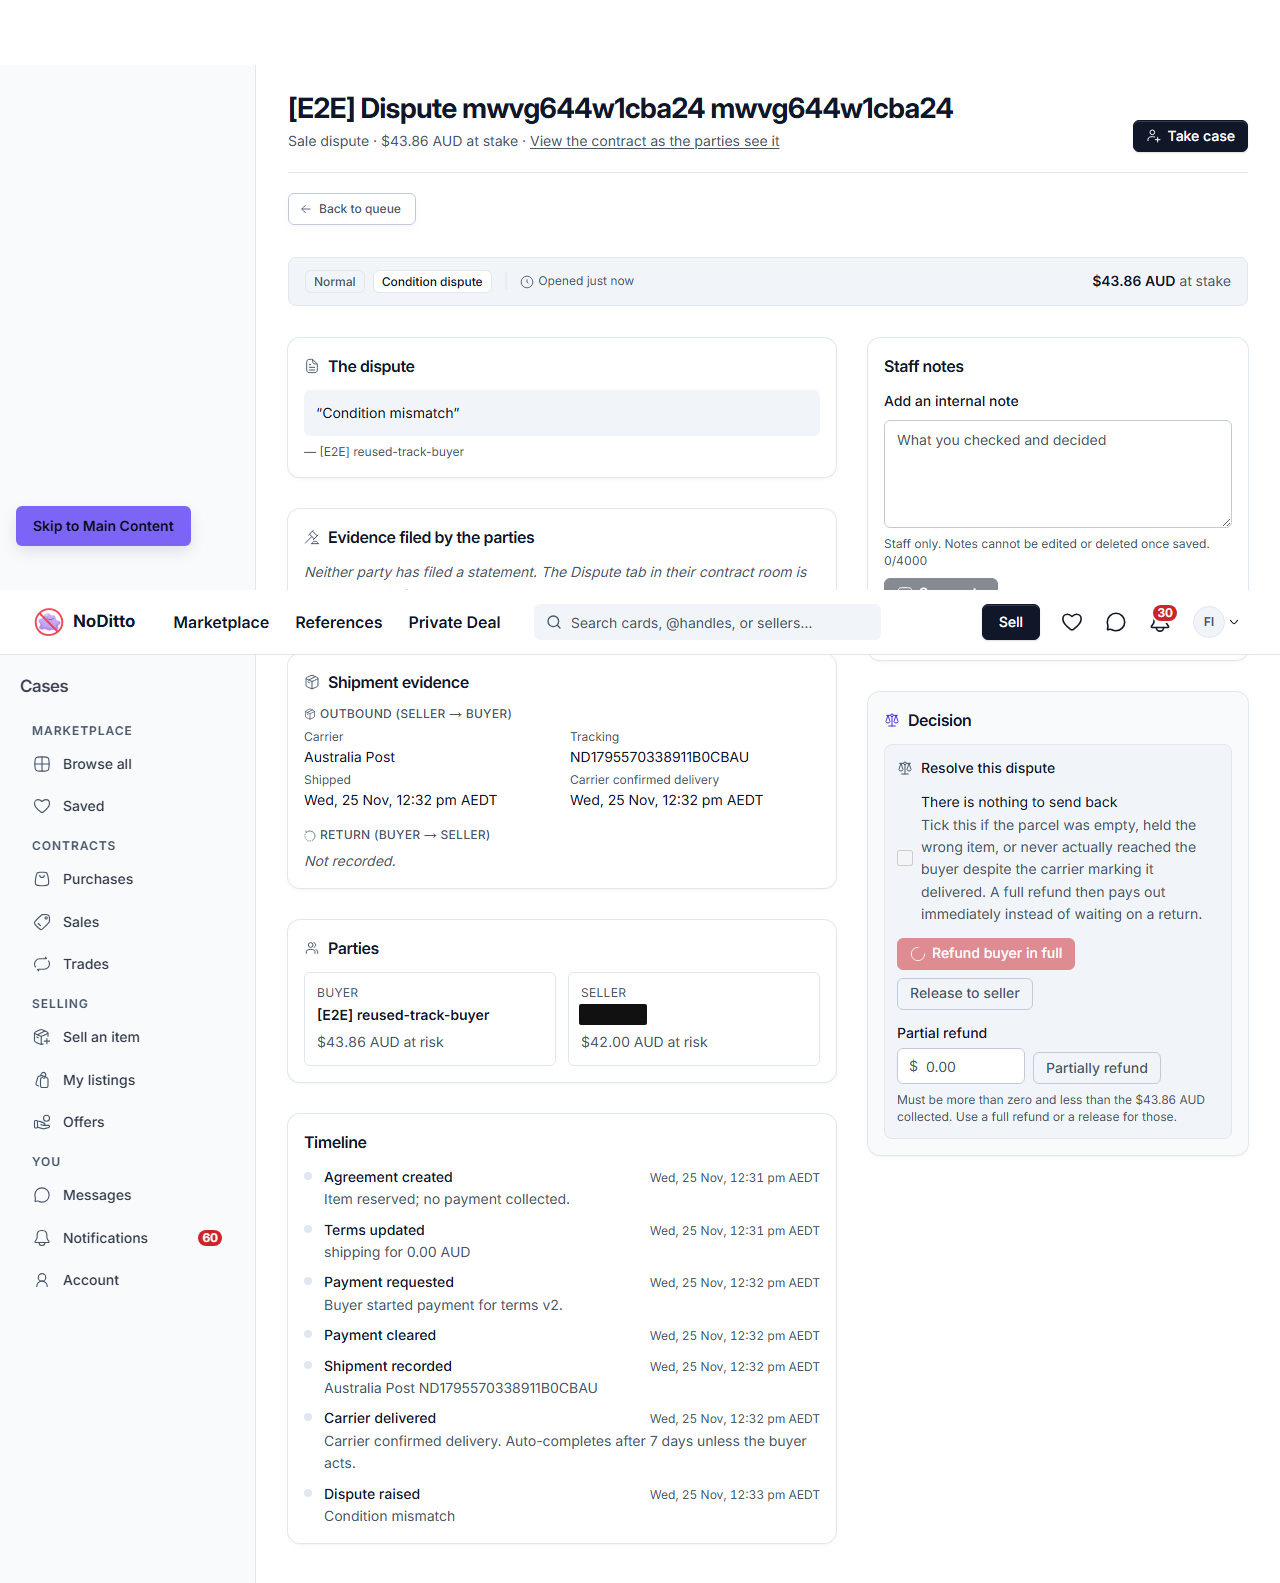 [E2E] Dispute mwvg644w1cba24 mwvg644w1cba24
Sale dispute · $43.86 AUD at stake · View the contract as the parties see it
Take case
Back to queue
Normal
Condition dispute
Opened just now
$43.86 AUD at stake
The dispute
“Condition mismatch”
— [E2E] reused-track-buyer
Staff notes
Add an internal note
What you checked and decided
Staff only. Notes cannot be edited or deleted once saved.
0/4000
Skip to Main Content
Evidence filed by the parties
Neither party has filed a statement. The Dispute tab in their contract room is
NoDitto
Marketplace
References
Private Deal
Search cards, @handles, or sellers...
Sell
30
FI
Cases
MARKETPLACE
Browse all
Saved
CONTRACTS
Purchases
Sales
Trades
SELLING
Sell an item
My listings
Offers
YOU
Messages
Notifications
60
Account
Shipment evidence
OUTBOUND (SELLER → BUYER)
Carrier
Tracking
Australia Post
ND1795570338911B0CBAU
Shipped
Carrier confirmed delivery
Wed, 25 Nov, 12:32 pm AEDT
Wed, 25 Nov, 12:32 pm AEDT
RETURN (BUYER → SELLER)
Not recorded.
Parties
BUYER
[E2E] reused-track-buyer
$43.86 AUD at risk
SELLER
$42.00 AUD at risk
Timeline
Agreement created
Wed, 25 Nov, 12:31 pm AEDT
Item reserved; no payment collected.
Terms updated
Wed, 25 Nov, 12:31 pm AEDT
shipping for 0.00 AUD
Payment requested
Wed, 25 Nov, 12:32 pm AEDT
Buyer started payment for terms v2.
Payment cleared
Wed, 25 Nov, 12:32 pm AEDT
Shipment recorded
Wed, 25 Nov, 12:32 pm AEDT
Australia Post ND1795570338911B0CBAU
Carrier delivered
Wed, 25 Nov, 12:32 pm AEDT
Carrier confirmed delivery. Auto-completes after 7 days unless the buyer
acts.
Dispute raised
Wed, 25 Nov, 12:33 pm AEDT
Condition mismatch
Decision
Resolve this dispute
There is nothing to send back
Tick this if the parcel was empty, held the
wrong item, or never actually reached the
buyer despite the carrier marking it
delivered. A full refund then pays out
immediately instead of waiting on a return.
Refund buyer in full
Release to seller
Partial refund
$ 0.00
Partially refund
Must be more than zero and less than the $43.86 AUD
collected. Use a full refund or a release for those.